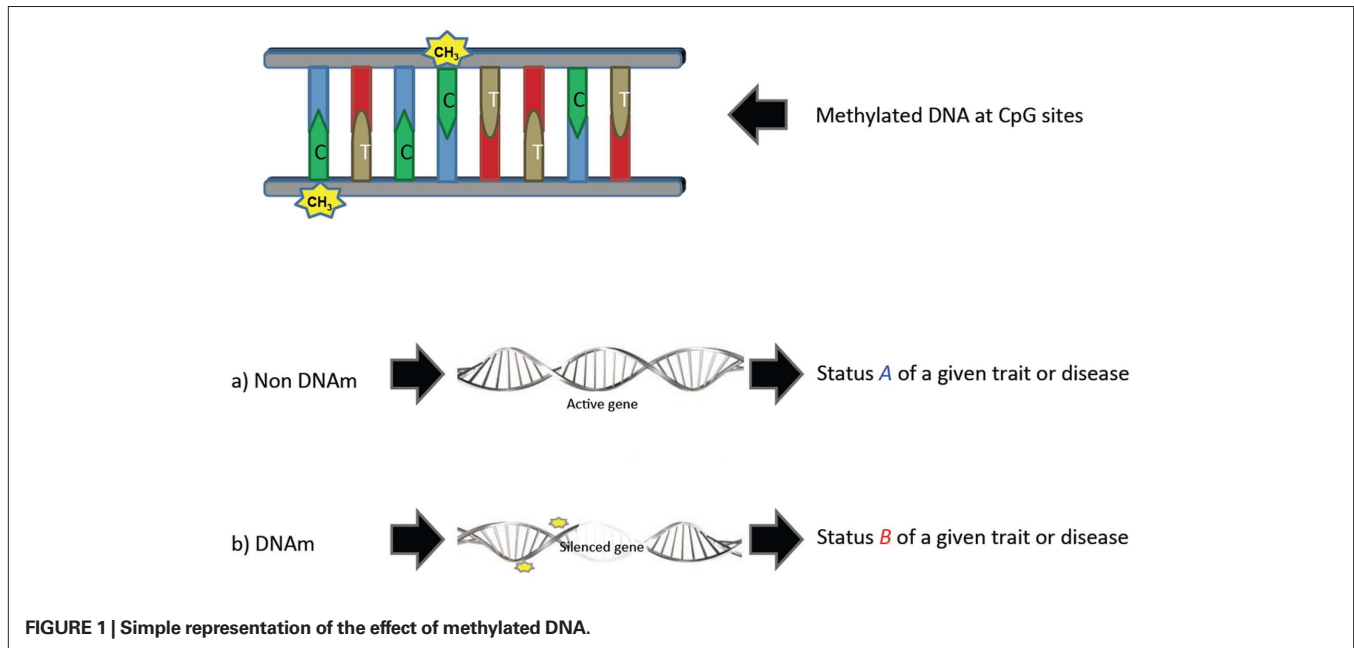 CH₃
C T C C T T C T
CH₃
Methylated DNA at CpG sites
a) Non DNAm
Active gene
Status A of a given trait or disease
b) DNAm
Silenced gene
Status B of a given trait or disease
FIGURE 1 | Simple representation of the effect of methylated DNA.